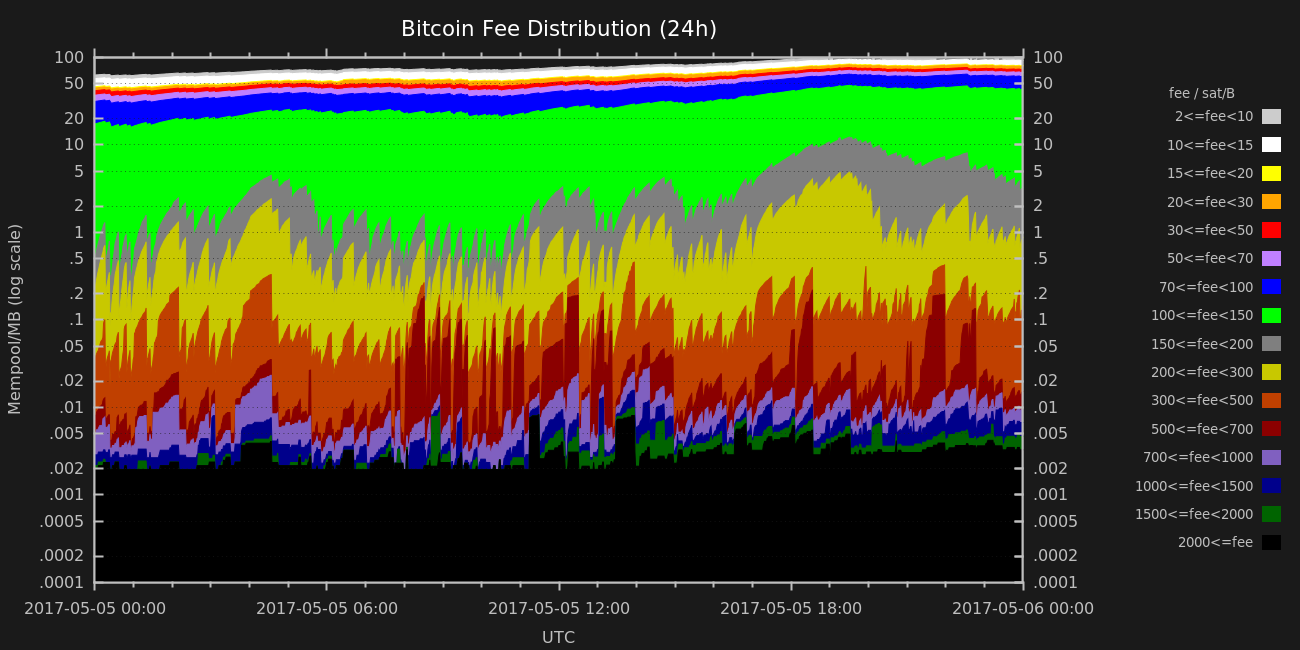 Bitcoin Fee Distribution (24h)
Mempool/MB (log scale)
100
50
20
10
5
2
1
.5
.2
.1
.05
.02
.01
.005
.002
.001
.0005
.0002
.0001
100
50
20
10
5
2
1
.5
.2
.1
.05
.02
.01
.005
.002
.001
.0005
.0002
.0001
2017-05-05 00:00
2017-05-05 06:00
2017-05-05 12:00
2017-05-05 18:00
2017-05-06 00:00
UTC
fee / sat/B
2<=fee<10
10<=fee<15
15<=fee<20
20<=fee<30
30<=fee<50
50<=fee<70
70<=fee<100
100<=fee<150
150<=fee<200
200<=fee<300
300<=fee<500
500<=fee<700
700<=fee<1000
1000<=fee<1500
1500<=fee<2000
2000<=fee